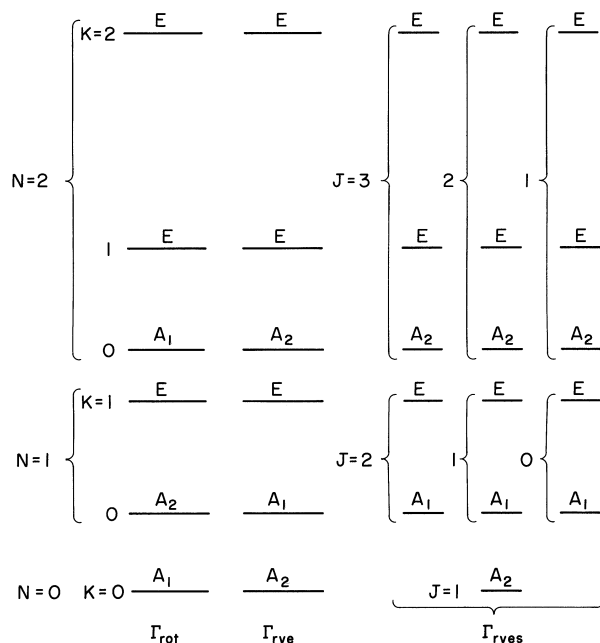 K=2 E E E E E
N=2 J=3 2 1
1 E E E E E
0 A₁ A₂ A₂ A₂ A₂
K=1 E E E E E
N=1 J=2 1 0
0 A₂ A₁ A₁ A₁ A₁
N=0 K=0 A₁ A₂ J=1 A₂
Γrot Γrve Γrves